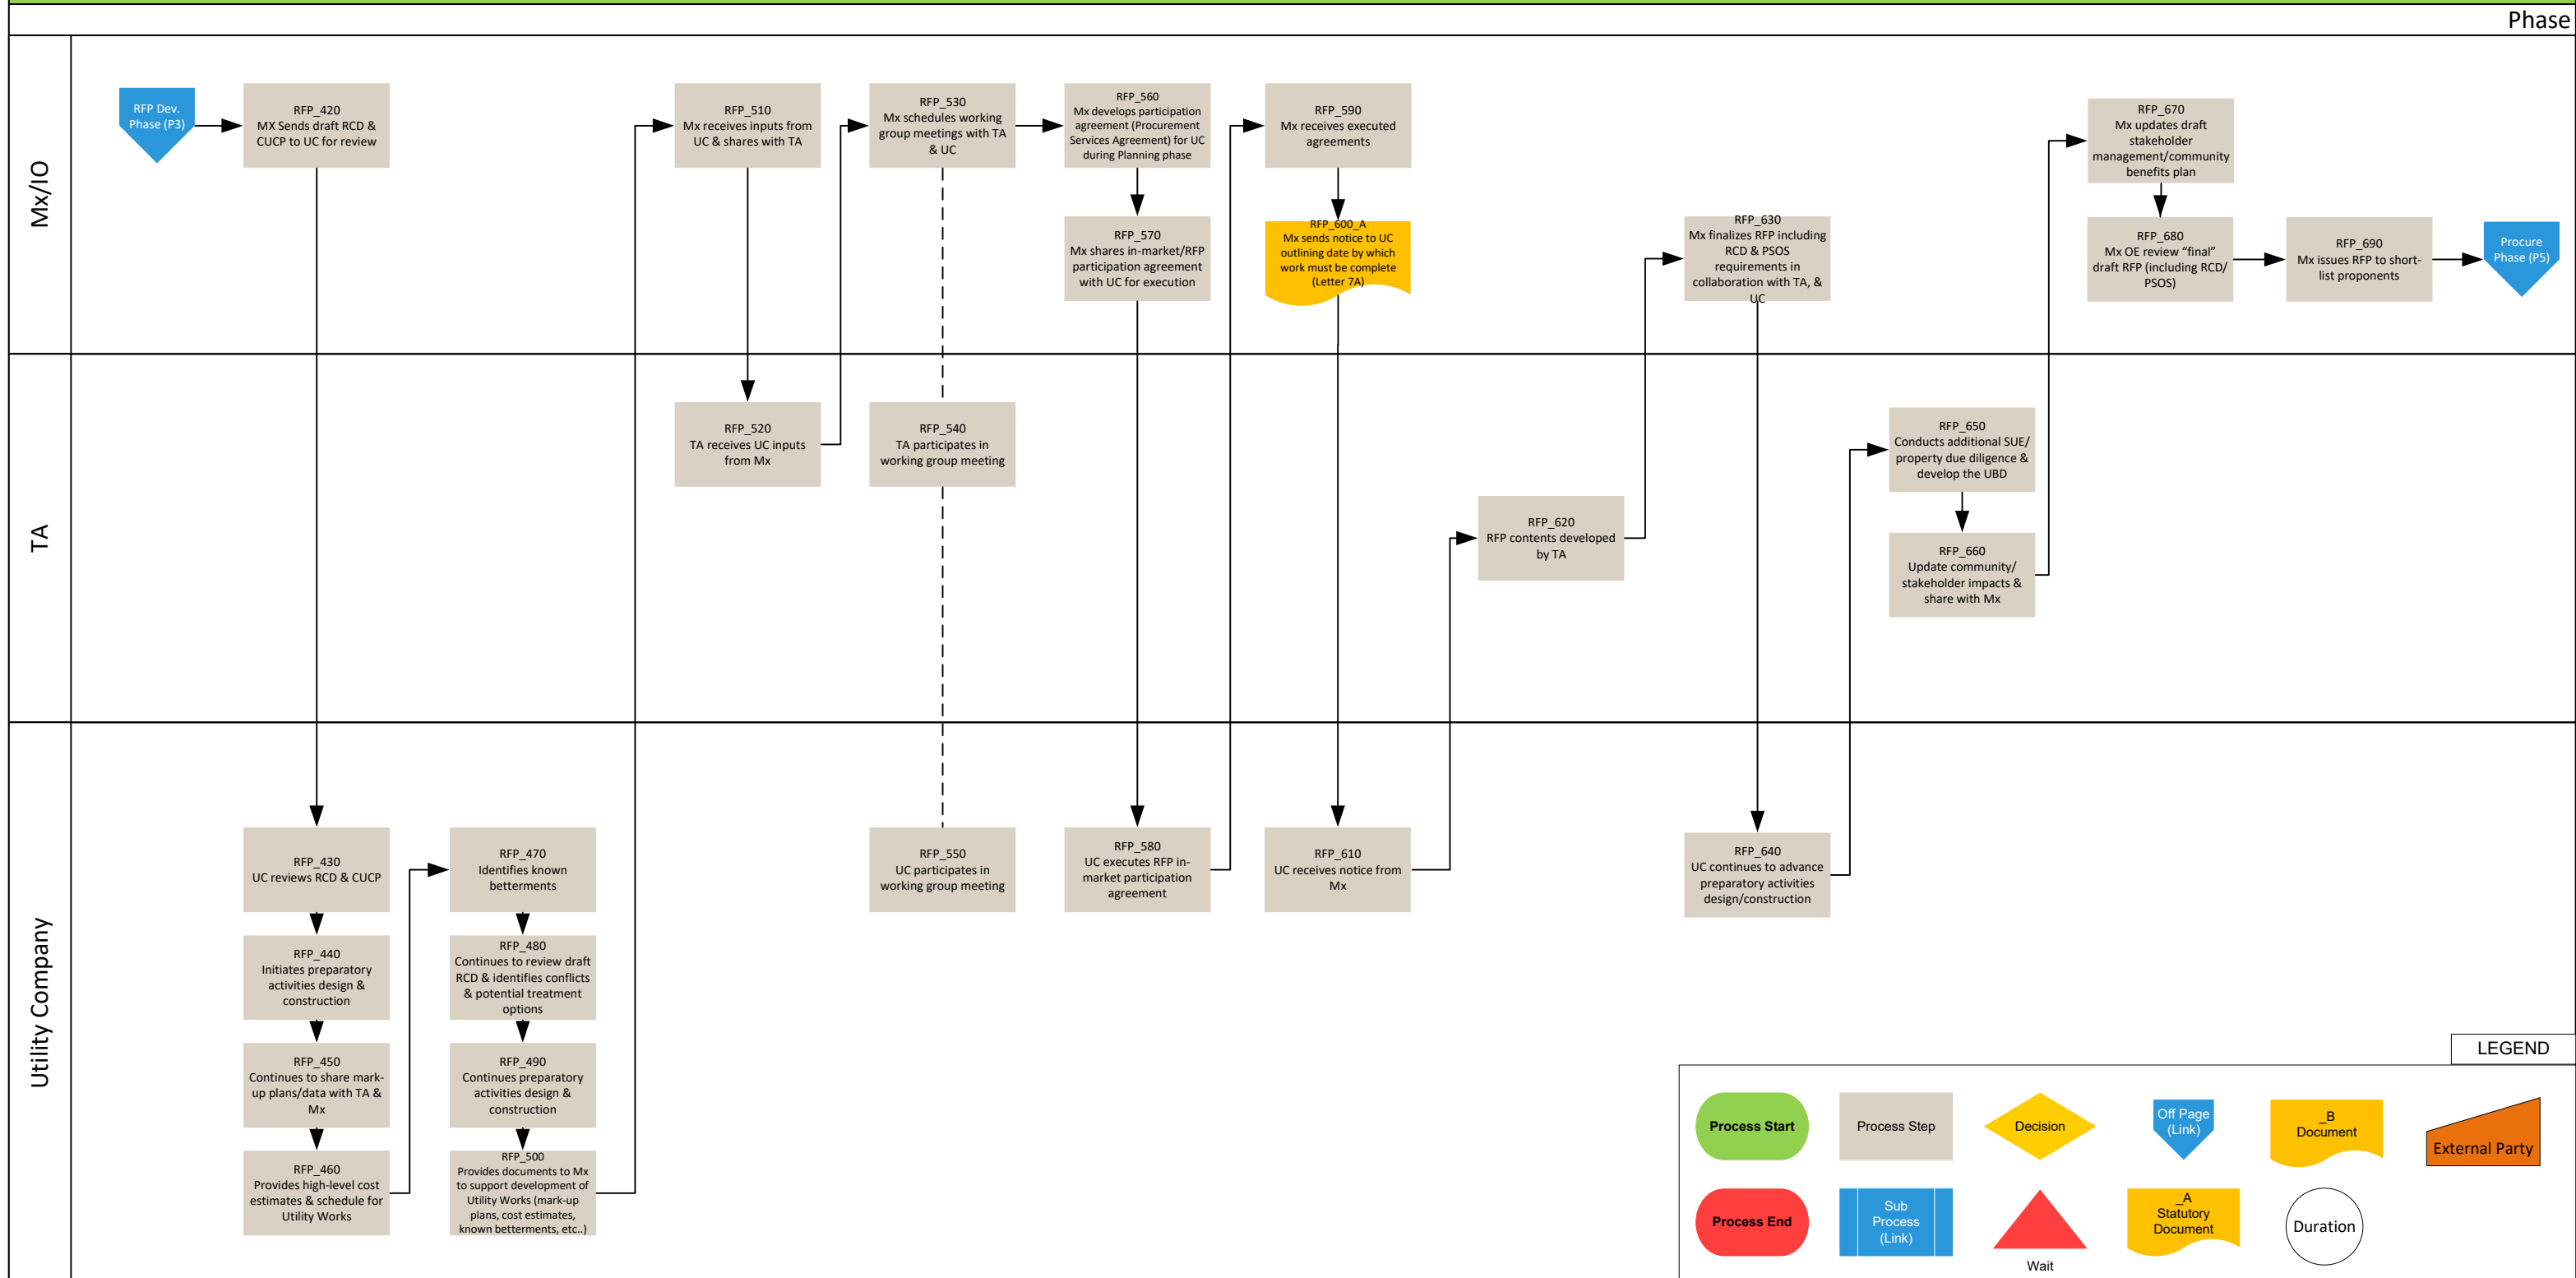 Phase
Mx/IO
RFP Dev.
Phase (P3)
RFP_420
MX Sends draft RCD &
CUCP to UC for review
RFP_510
Mx receives inputs from
UC & shares with TA
RFP_530
Mx schedules working
group meetings with TA
& UC
RFP_560
Mx develops participation
agreement (Procurement
Services Agreement) for UC
during Planning phase
RFP_570
Mx shares in-market/RFP
participation agreement
with UC for execution
RFP_590
Mx receives executed
agreements
RFP_600_A
Mx sends notice to UC
outlining date by which
work must be complete
(Letter 7A)
RFP_630
Mx finalizes RFP including
RCD & PSOS
requirements in
collaboration with TA, &
UC
RFP_670
Mx updates draft
stakeholder
management/community
benefits plan
RFP_680
Mx OE review “final”
draft RFP (including RCD/
PSOS)
RFP_690
Mx issues RFP to short-
list proponents
Procure
Phase (P5)
TA
RFP_520
TA receives UC inputs
from Mx
RFP_540
TA participates in
working group meeting
RFP_620
RFP contents developed
by TA
RFP_650
Conducts additional SUE/
property due diligence &
develop the UBD
RFP_660
Update community/
stakeholder impacts &
share with Mx
Utility Company
RFP_430
UC reviews RCD & CUCP
RFP_440
Initiates preparatory
activities design &
construction
RFP_450
Continues to share mark-
up plans/data with TA &
Mx
RFP_460
Provides high-level cost
estimates & schedule for
Utility Works
RFP_470
Identifies known
betterments
RFP_480
Continues to review draft
RCD & identifies conflicts
& potential treatment
options
RFP_490
Continues preparatory
activities design &
construction
RFP_500
Provides documents to Mx
to support development of
Utility Works (mark-up
plans, cost estimates,
known betterments, etc..)
RFP_550
UC participates in
working group meeting
RFP_580
UC executes RFP in-
market participation
agreement
RFP_610
UC receives notice from
Mx
RFP_640
UC continues to advance
preparatory activities
design/construction
LEGEND
Process Start
Process Step
Decision
Off Page
(Link)
_B
Document
External Party
Process End
Sub
Process
(Link)
Wait
_A
Statutory
Document
Duration